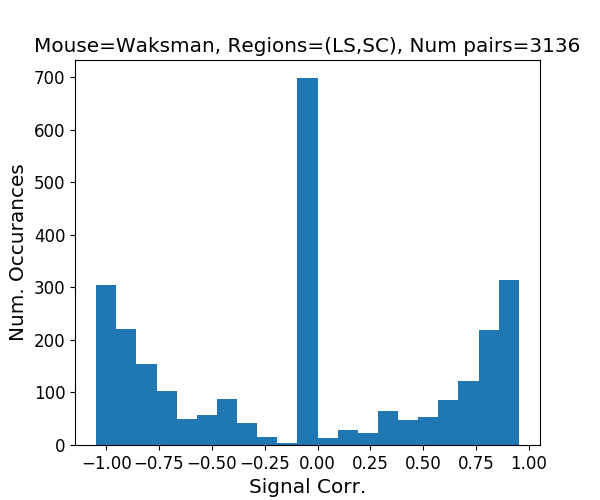 Mouse=Waksman, Regions=(LS,SC), Num pairs=3136
Num. Occurances
700
600
500
400
300
200
100
0
−1.00 −0.75 −0.50 −0.25 0.00 0.25 0.50 0.75 1.00
Signal Corr.